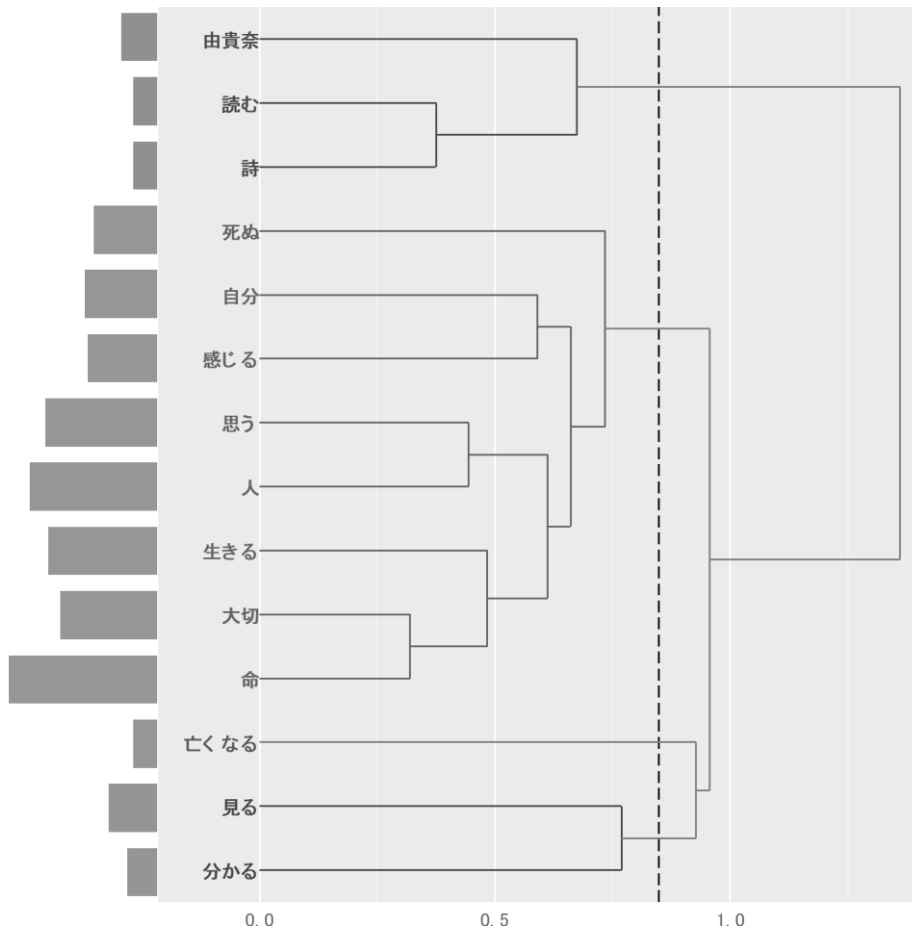 由貴奈
読む
詩
死ぬ
自分
感じる
思う
人
生きる
大切
命
亡くなる
見る
分かる
0.0 0.5 1.0